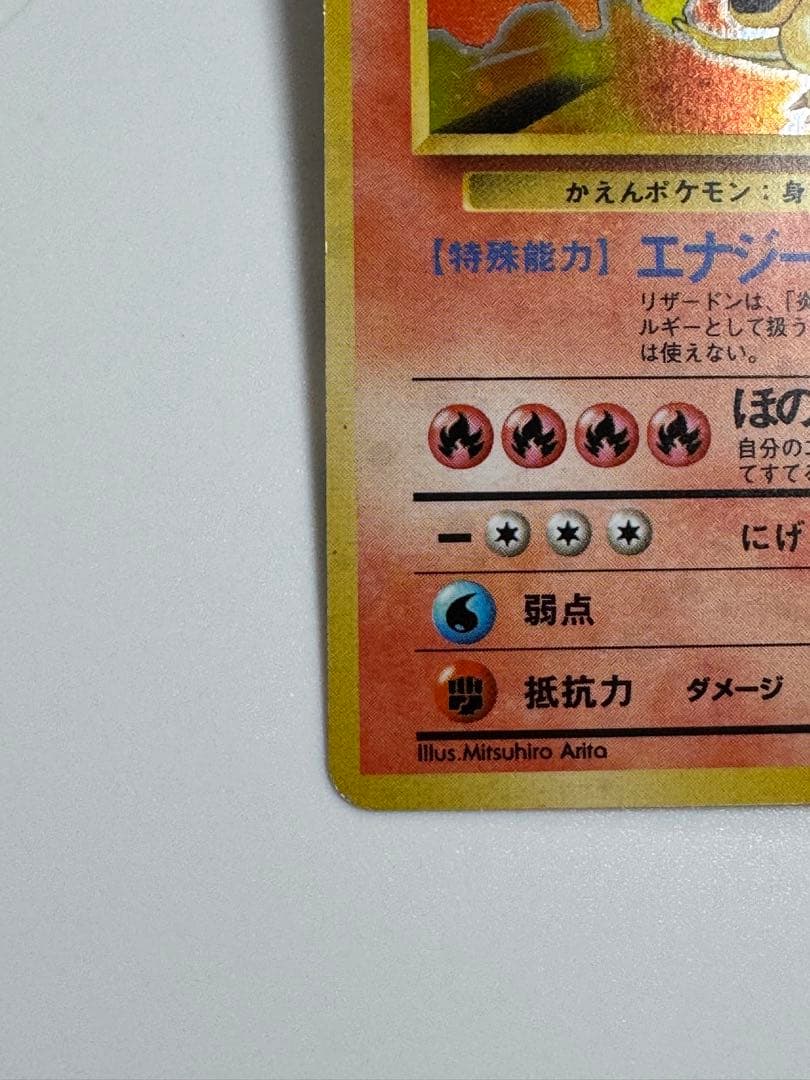 かえんポケモン：身
【特殊能力】 エナジー
リザードンは、「炎
ルギーとして扱う
は使えない。
ほの
自分の
てすて
にげ
弱点
抵抗力 ダメージ
Illus.Mitsuhiro Arita